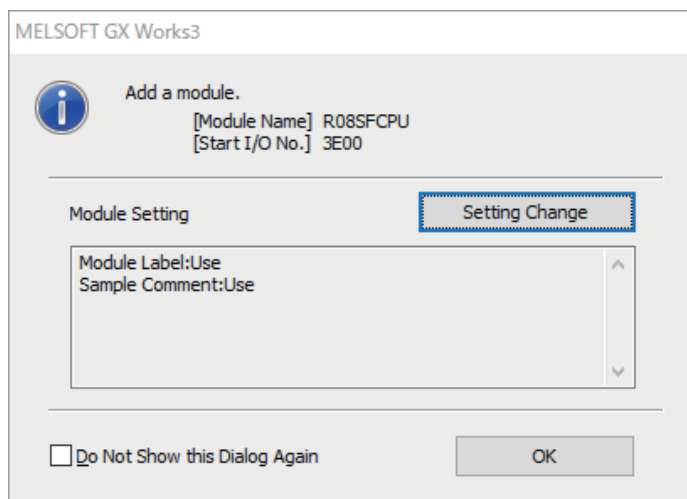 MELSOFT GX Works3
Add a module.
[Module Name] R08SFCPU
[Start I/O No.] 3E00
Module Setting
Setting Change
Module Label:Use
Sample Comment:Use
Do Not Show this Dialog Again
OK